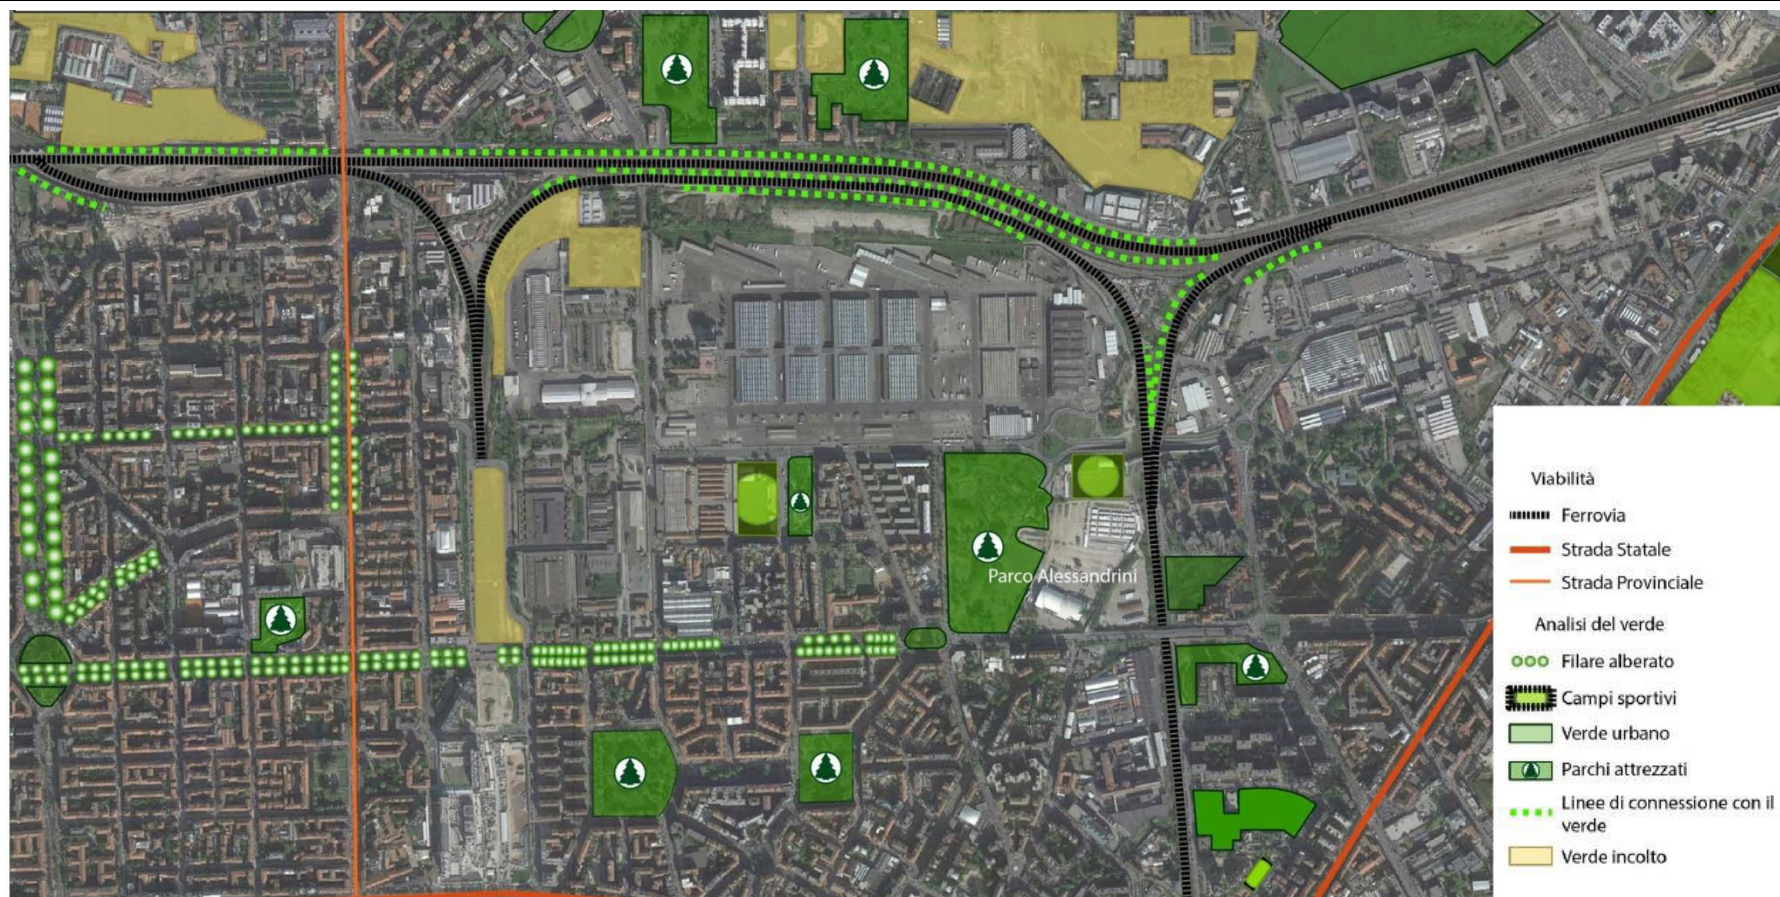 Parco Alessandrini
Viabilità
Ferrovia
Strada Statale
Strada Provinciale
Analisi del verde
Filare alberato
Campi sportivi
Verde urbano
Parchi attrezzati
Linee di connessione con il
verde
Verde incolto